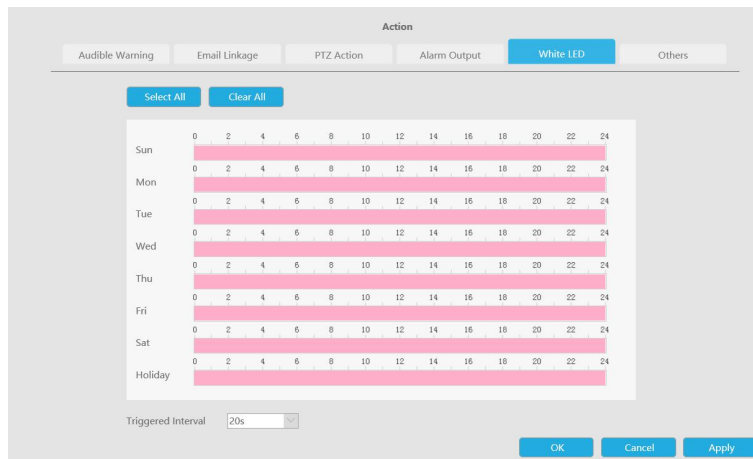 Action
Audible Warning Email Linkage PTZ Action Alarm Output White LED Others
Select All Clear All
0 2 4 6 8 10 12 14 16 18 20 22 24
Sun
0 2 4 6 8 10 12 14 16 18 20 22 24
Mon
0 2 4 6 8 10 12 14 16 18 20 22 24
Tue
0 2 4 6 8 10 12 14 16 18 20 22 24
Wed
0 2 4 6 8 10 12 14 16 18 20 22 24
Thu
0 2 4 6 8 10 12 14 16 18 20 22 24
Fri
0 2 4 6 8 10 12 14 16 18 20 22 24
Sat
0 2 4 6 8 10 12 14 16 18 20 22 24
Holiday
Triggered Interval 20s
OK Cancel Apply